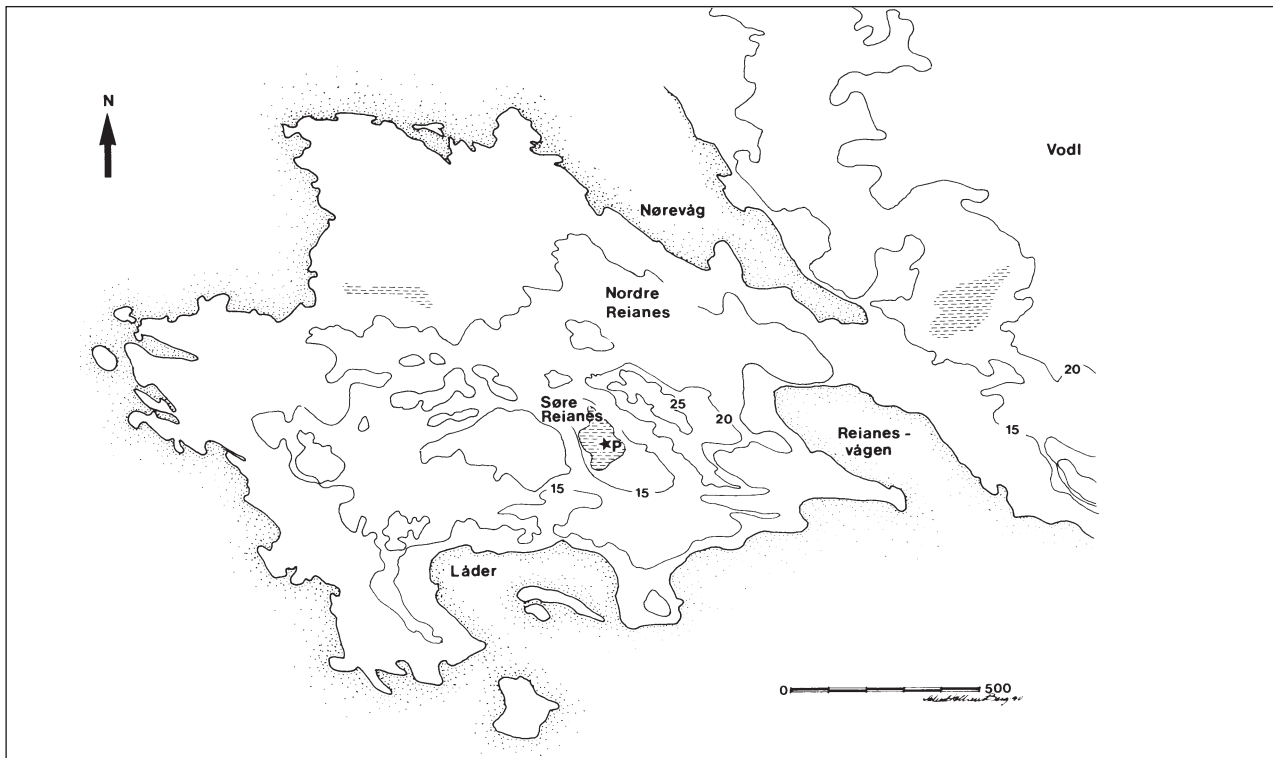 N
Vodl
Nørevåg
Nordre
Reianes
20
25
Søre
Reianes
20
15
P
Reianes-
vågen
15
15
Låder
0
500